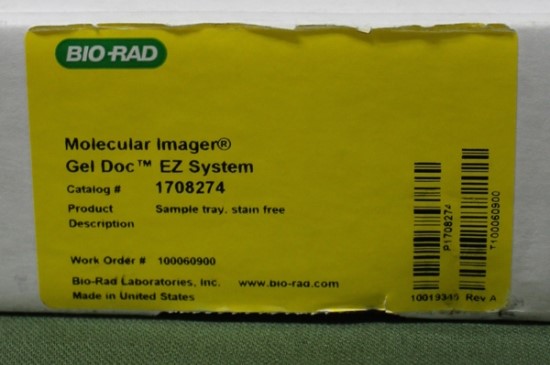 BIO-RAD
Molecular Imager®
Gel Doc™ EZ System
Catalog # 1708274
Product Description Sample tray, stain free
Work Order # 100060900
Bio-Rad Laboratories, Inc. www.bio-rad.com
Made in United States
P1708274
T100060900
10019349 Rev A